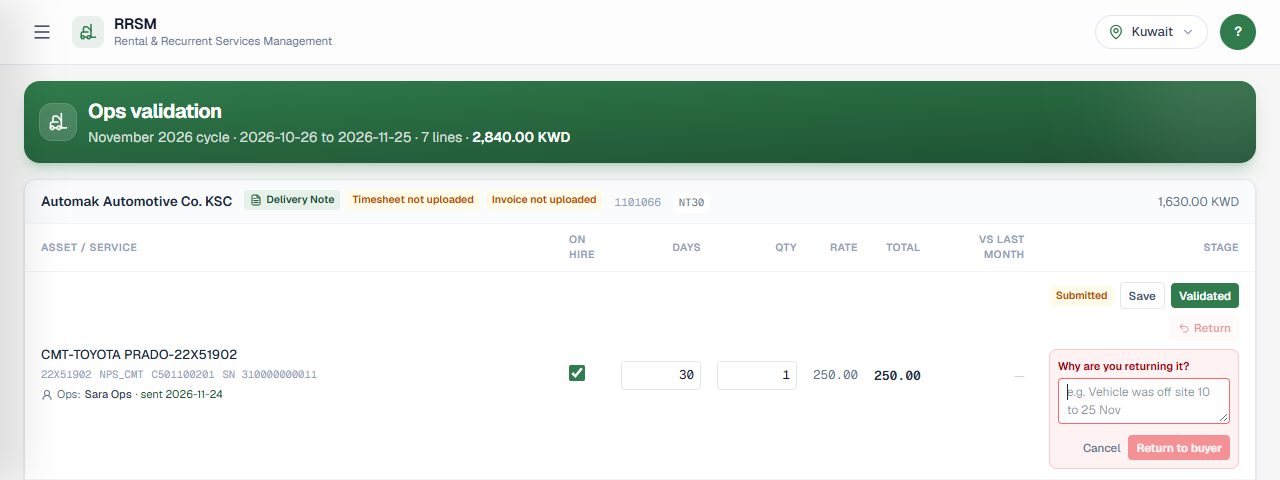 RRSM
Rental & Recurrent Services Management
Kuwait
?
Ops validation
November 2026 cycle · 2026-10-26 to 2026-11-25 · 7 lines · 2,840.00 KWD
Automak Automotive Co. KSC Delivery Note Timesheet not uploaded Invoice not uploaded 1101066 NT30 1,630.00 KWD
ASSET / SERVICE ON HIRE DAYS QTY RATE TOTAL VS LAST MONTH STAGE
Submitted Save Validated
Return
CMT-TOYOTA PRADO-22X51902
22X51902 NPS_CMT C501100201 SN 310000000011
Ops: Sara Ops · sent 2026-11-24
30 1 250.00 250.00 —
Why are you returning it?
e.g. Vehicle was off site 10
to 25 Nov
Cancel Return to buyer